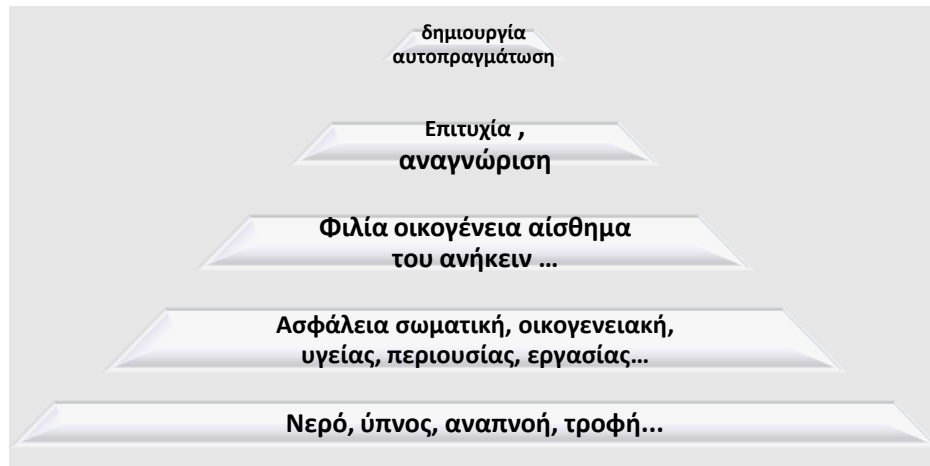 δημιουργία
αυτοπραγμάτωση
Επιτυχία ,
αναγνώριση
Φιλία οικογένεια αίσθημα
του ανήκειν ...
Ασφάλεια σωματική, οικογενειακή,
υγείας, περιουσίας, εργασίας...
Νερό, ύπνος, αναπνοή, τροφή...